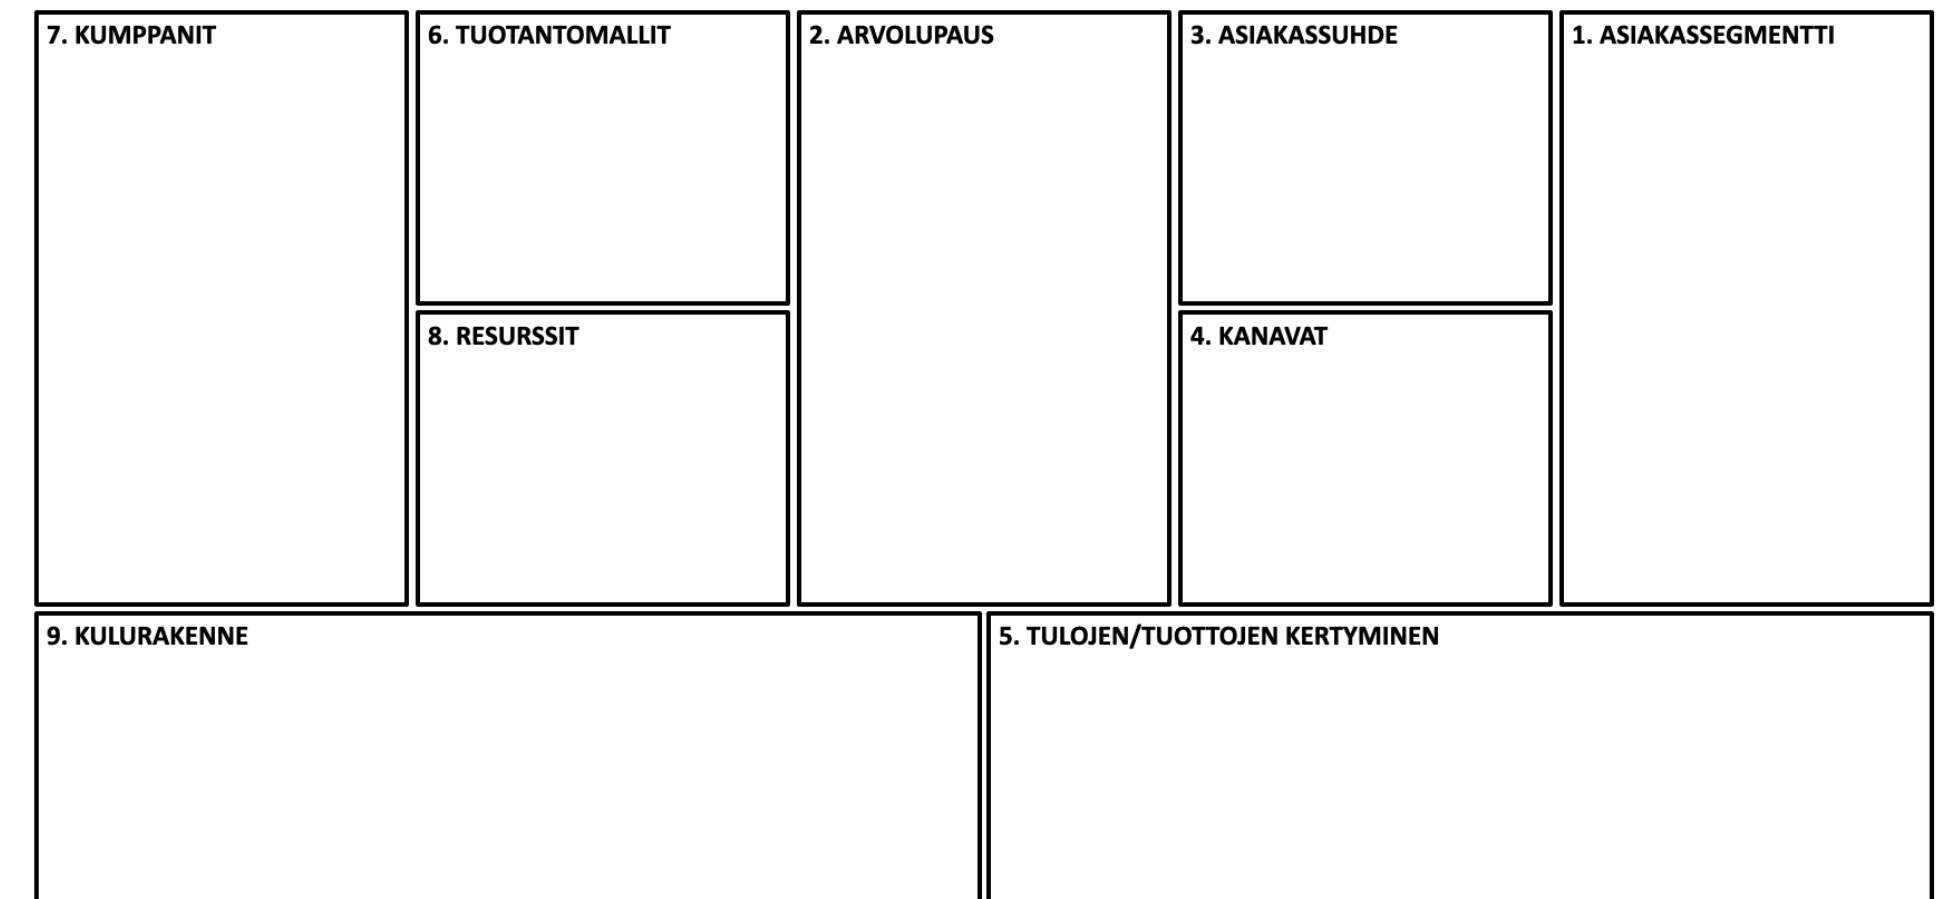 7. KUMPPANIT
6. TUOTANTOMALLIT
2. ARVOLUPAUS
3. ASIAKASSUHDE
1. ASIAKASSEGMENTTI
8. RESURSSIT
4. KANAVAT
9. KULURAKENNE
5. TULOJEN/TUOTTOJEN KERTYMINEN